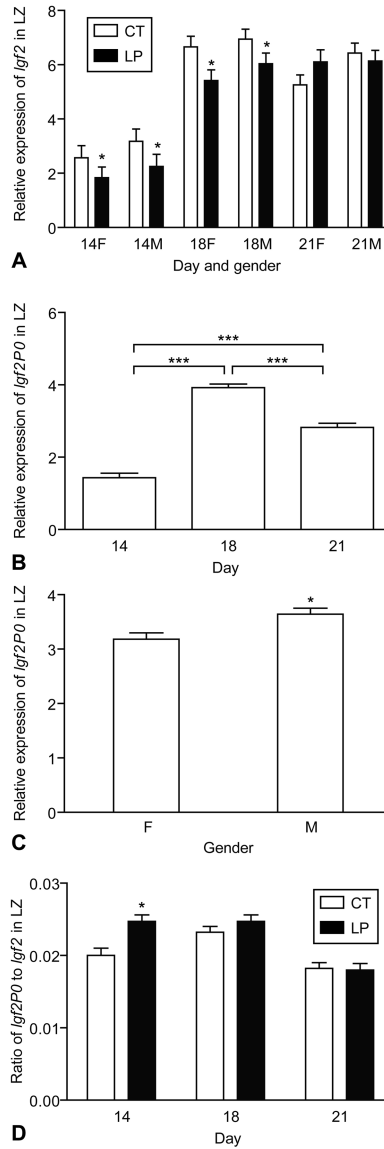 Relative expression of Igf2 in LZ
8
6
4
2
0
CT
LP
*
*
*
*
14F 14M 18F 18M 21F 21M
Day and gender
A
Relative expression of Igf2P0 in LZ
6
4
2
0
***
*** ***
14 18 21
Day
B
Relative expression of Igf2P0 in LZ
4
3
2
1
0
*
F M
Gender
C
Ratio of Igf2P0 to Igf2 in LZ
0.03
0.02
0.01
0.00
*
CT
LP
14 18 21
Day
D